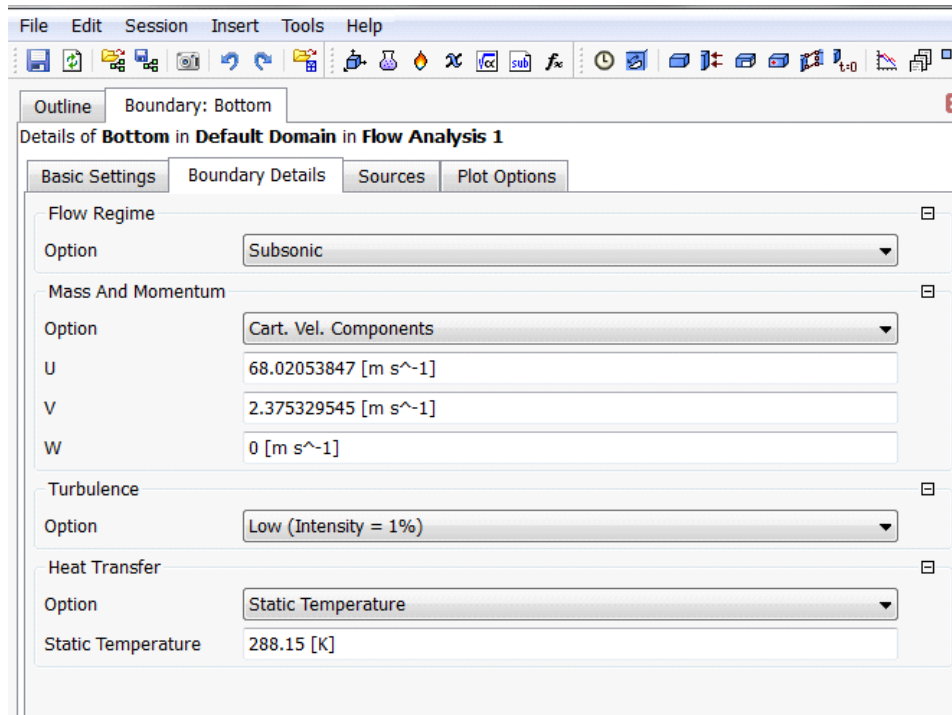 File Edit Session Insert Tools Help
√α sub fx t=0
Outline Boundary: Bottom
Details of Bottom in Default Domain in Flow Analysis 1
Basic Settings Boundary Details Sources Plot Options
Flow Regime
Option Subsonic
Mass And Momentum
Option Cart. Vel. Components
U 68.02053847 [m s^-1]
V 2.375329545 [m s^-1]
W 0 [m s^-1]
Turbulence
Option Low (Intensity = 1%)
Heat Transfer
Option Static Temperature
Static Temperature 288.15 [K]